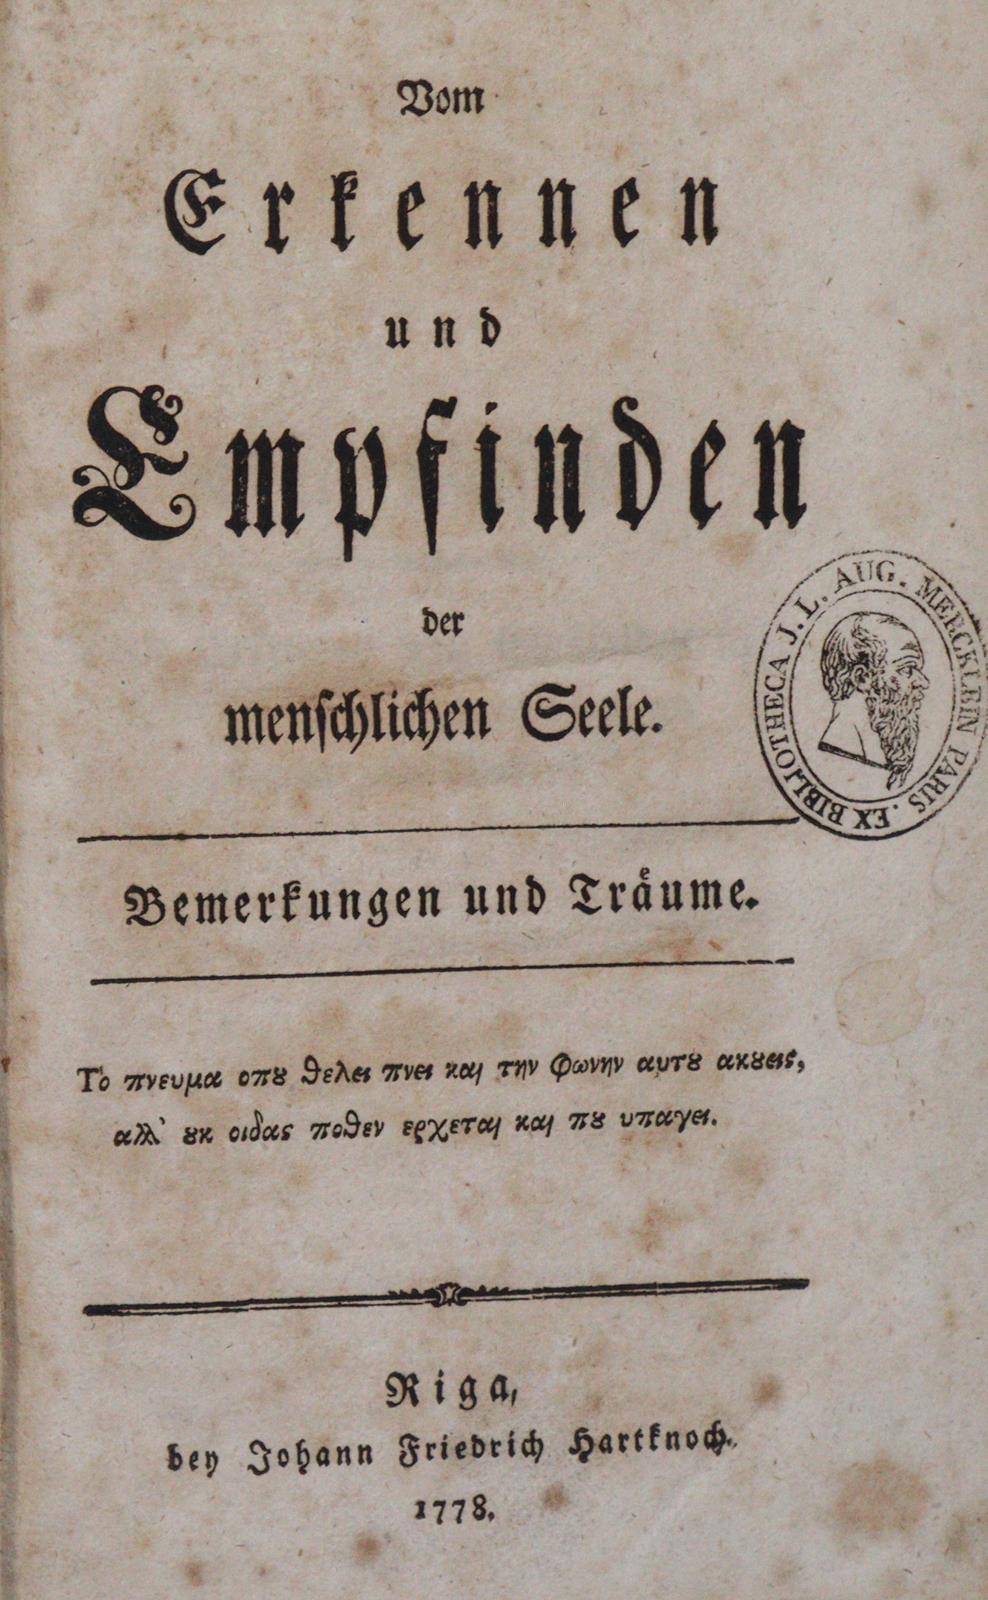 Vom
Erkennen
und
Empfinden
der
menſchlichen Seele.
EX BIBLIOTHECA J. L. AUG. MERCKLEIN PARIS.
Bemerkungen und Träume.
Το πνευμα οπȣ θελει πνει και την φωνην αυτȣ ακȣεις,
αλλ' ȣκ οιδας ποθεν ερχεται και πȣ υπαγει.
Riga,
bey Johann Friedrich Hartknoch.
1778.